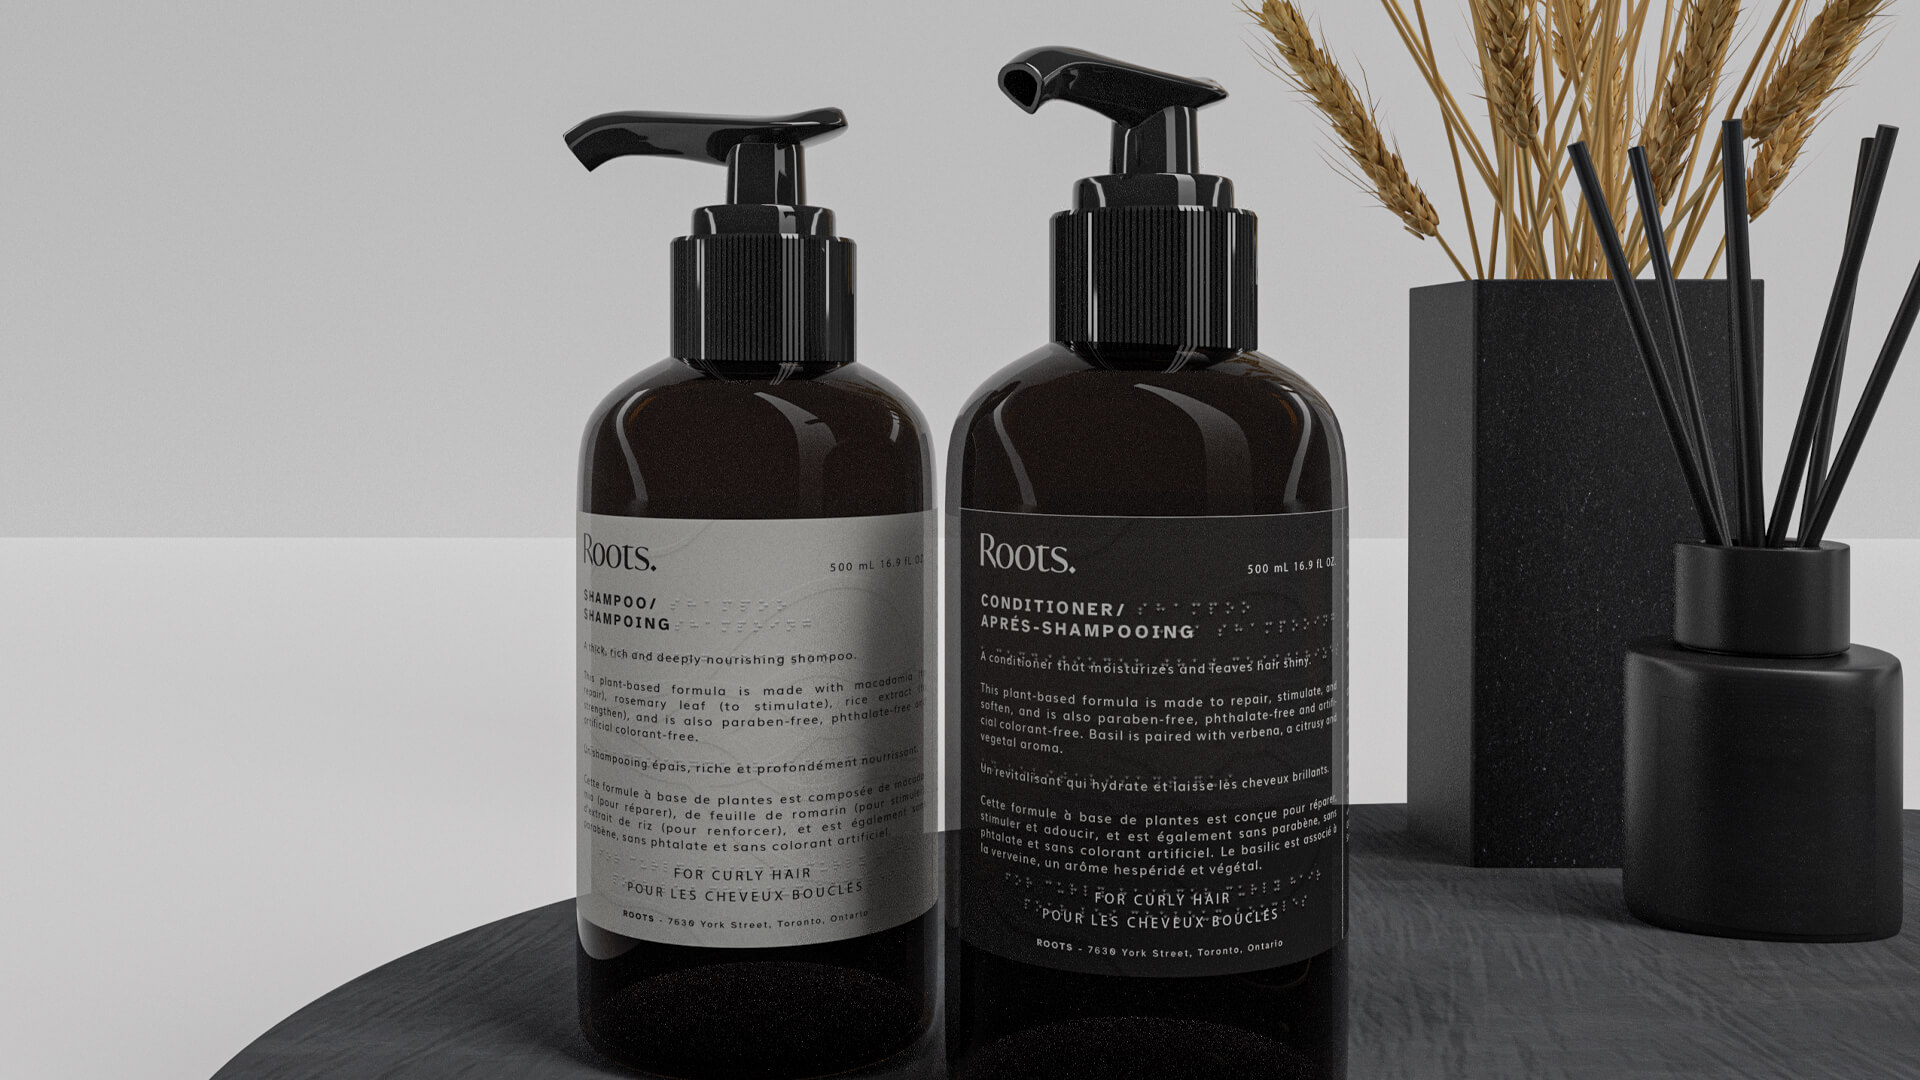 Roots.
500 mL 16.9 fL OZ.
SHAMPOO/
SHAMPOING
A thick, rich and deeply nourishing shampoo.
This plant-based formula is made with macadamia
repair), rosemary leaf (to stimulate), rice extract
strengthen), and is also paraben-free, phthalate-free
artificial colorant-free.
Un shampooing épais, riche et profondément nourrissant.
Cette formule à base de plantes est composée de
(pour réparer), de feuille de romarin (pour stimuler),
d'extrait de riz (pour renforcer), et est également sans
parabène, sans phtalate et sans colorant artificiel.
FOR CURLY HAIR
POUR LES CHEVEUX BOUCLÉS
ROOTS - 7630 York Street, Toronto, Ontario
Roots.
500 mL 16.9 fL OZ.
CONDITIONER/
APRÉS-SHAMPOOING
A conditioner that moisturizes and leaves hair shiny.
This plant-based formula is made to repair, stimulate, and
soften, and is also paraben-free, phthalate-free and artifi-
cial colorant-free. Basil is paired with verbena, a citrusy and
vegetal aroma.
Un revitalisant qui hydrate et laisse lès cheveux brillants.
Cette formule à base de plantes est conçue pour réparer,
stimuler et adoucir, et est également sans parabène, sans
phtalate et sans colorant artificiel. Le basilic est associé à
la verveine, un arôme hespéridé et végétal.
FOR CURLY HAIR
POUR LES CHEVEUX BOUCLÉS
ROOTS - 7630 York Street, Toronto, Ontario